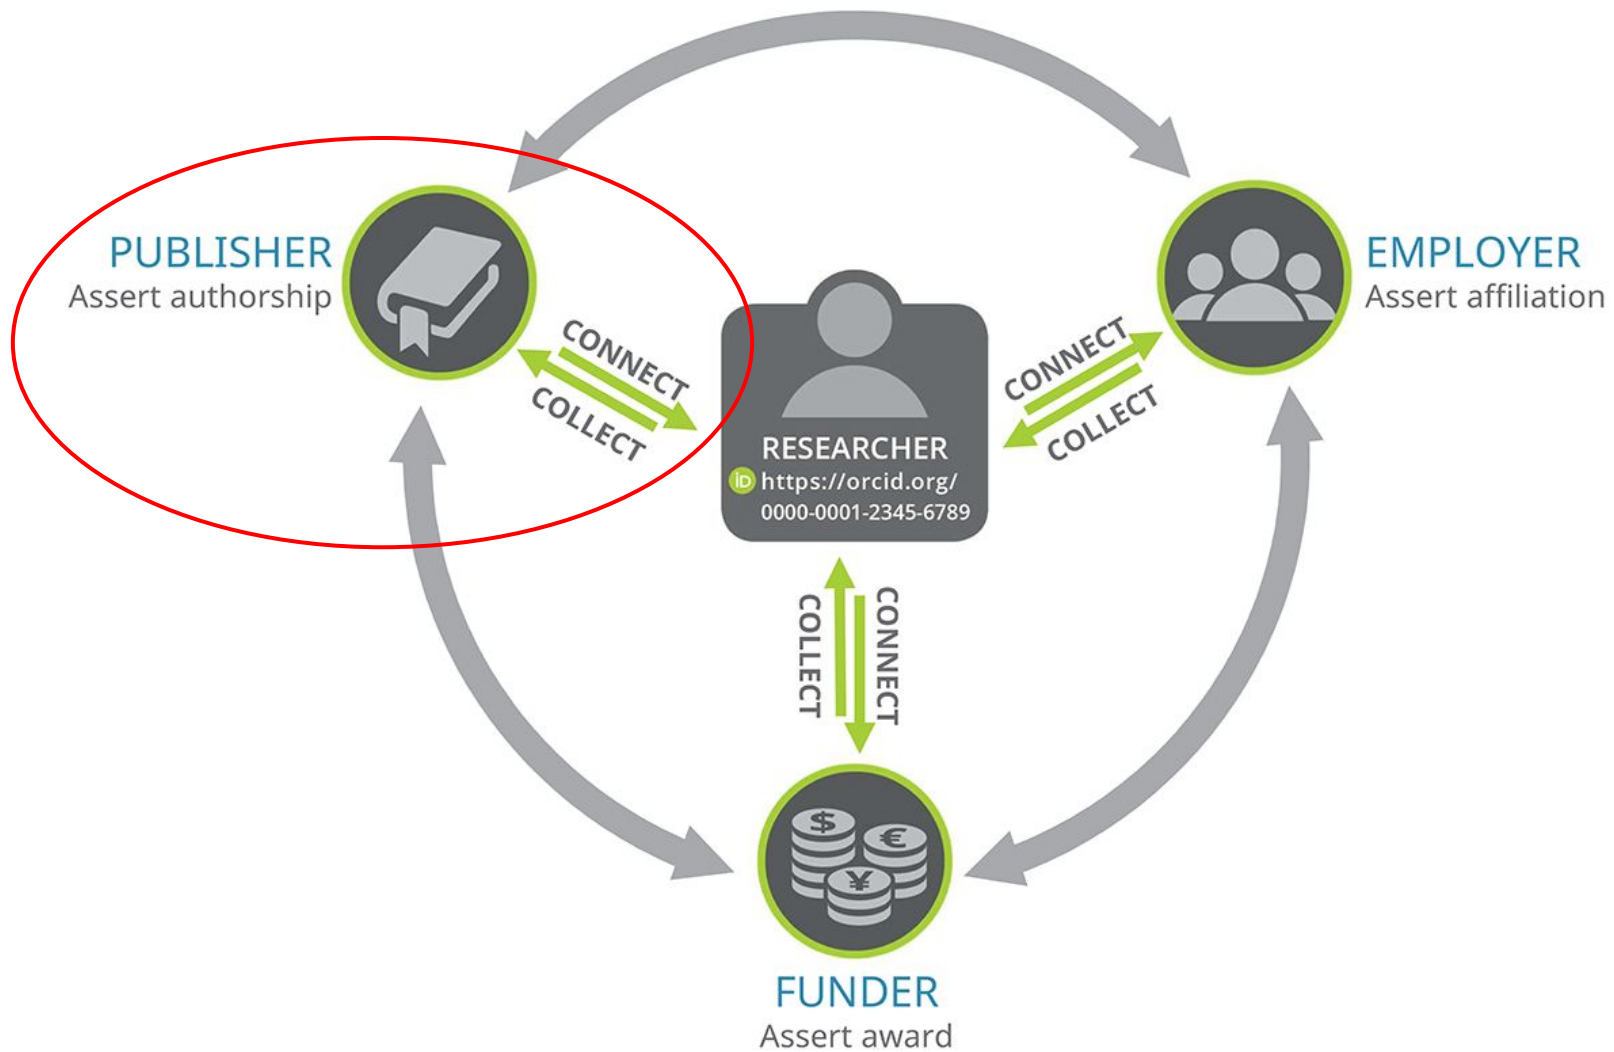 PUBLISHER
Assert authorship
EMPLOYER
Assert affiliation
CONNECT
COLLECT
CONNECT
COLLECT
RESEARCHER
iD https://orcid.org/
0000-0001-2345-6789
COLLECT
CONNECT
$
€
¥
FUNDER
Assert award